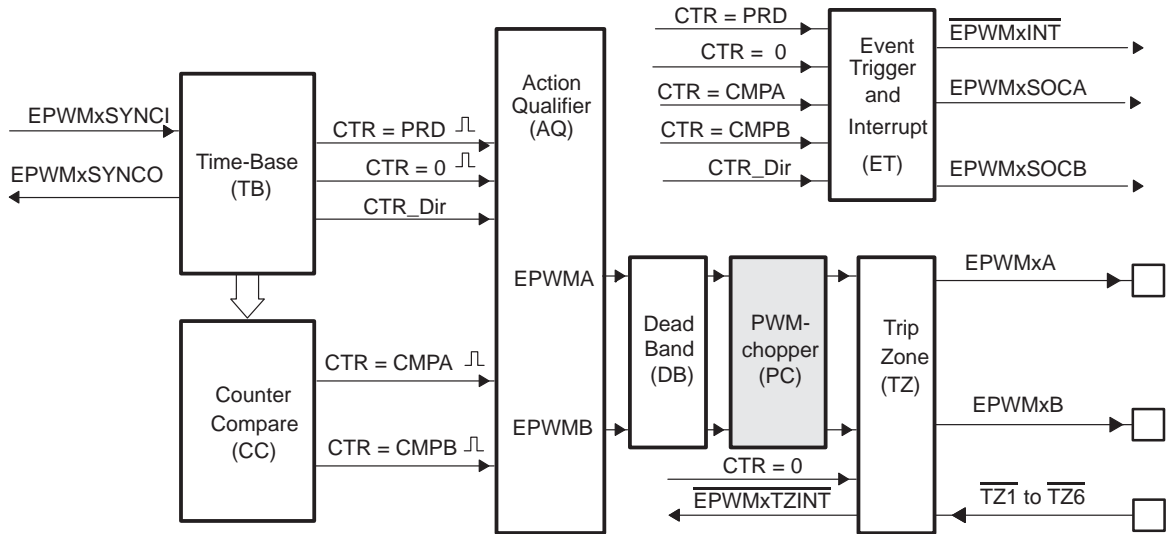 EPWMxSYNCI
EPWMxSYNCO
Time-Base
(TB)
CTR = PRD
CTR = 0
CTR_Dir
Counter
Compare
(CC)
CTR = CMPA
CTR = CMPB
Action
Qualifier
(AQ)
EPWMA
EPWMB
CTR = PRD
CTR = 0
CTR = CMPA
CTR = CMPB
CTR_Dir
Event
Trigger
and
Interrupt
(ET)
EPWMxINT
EPWMxSOCA
EPWMxSOCB
Dead
Band
(DB)
PWM-
chopper
(PC)
Trip
Zone
(TZ)
EPWMxA
EPWMxB
CTR = 0
EPWMxTZINT
TZ1 to TZ6